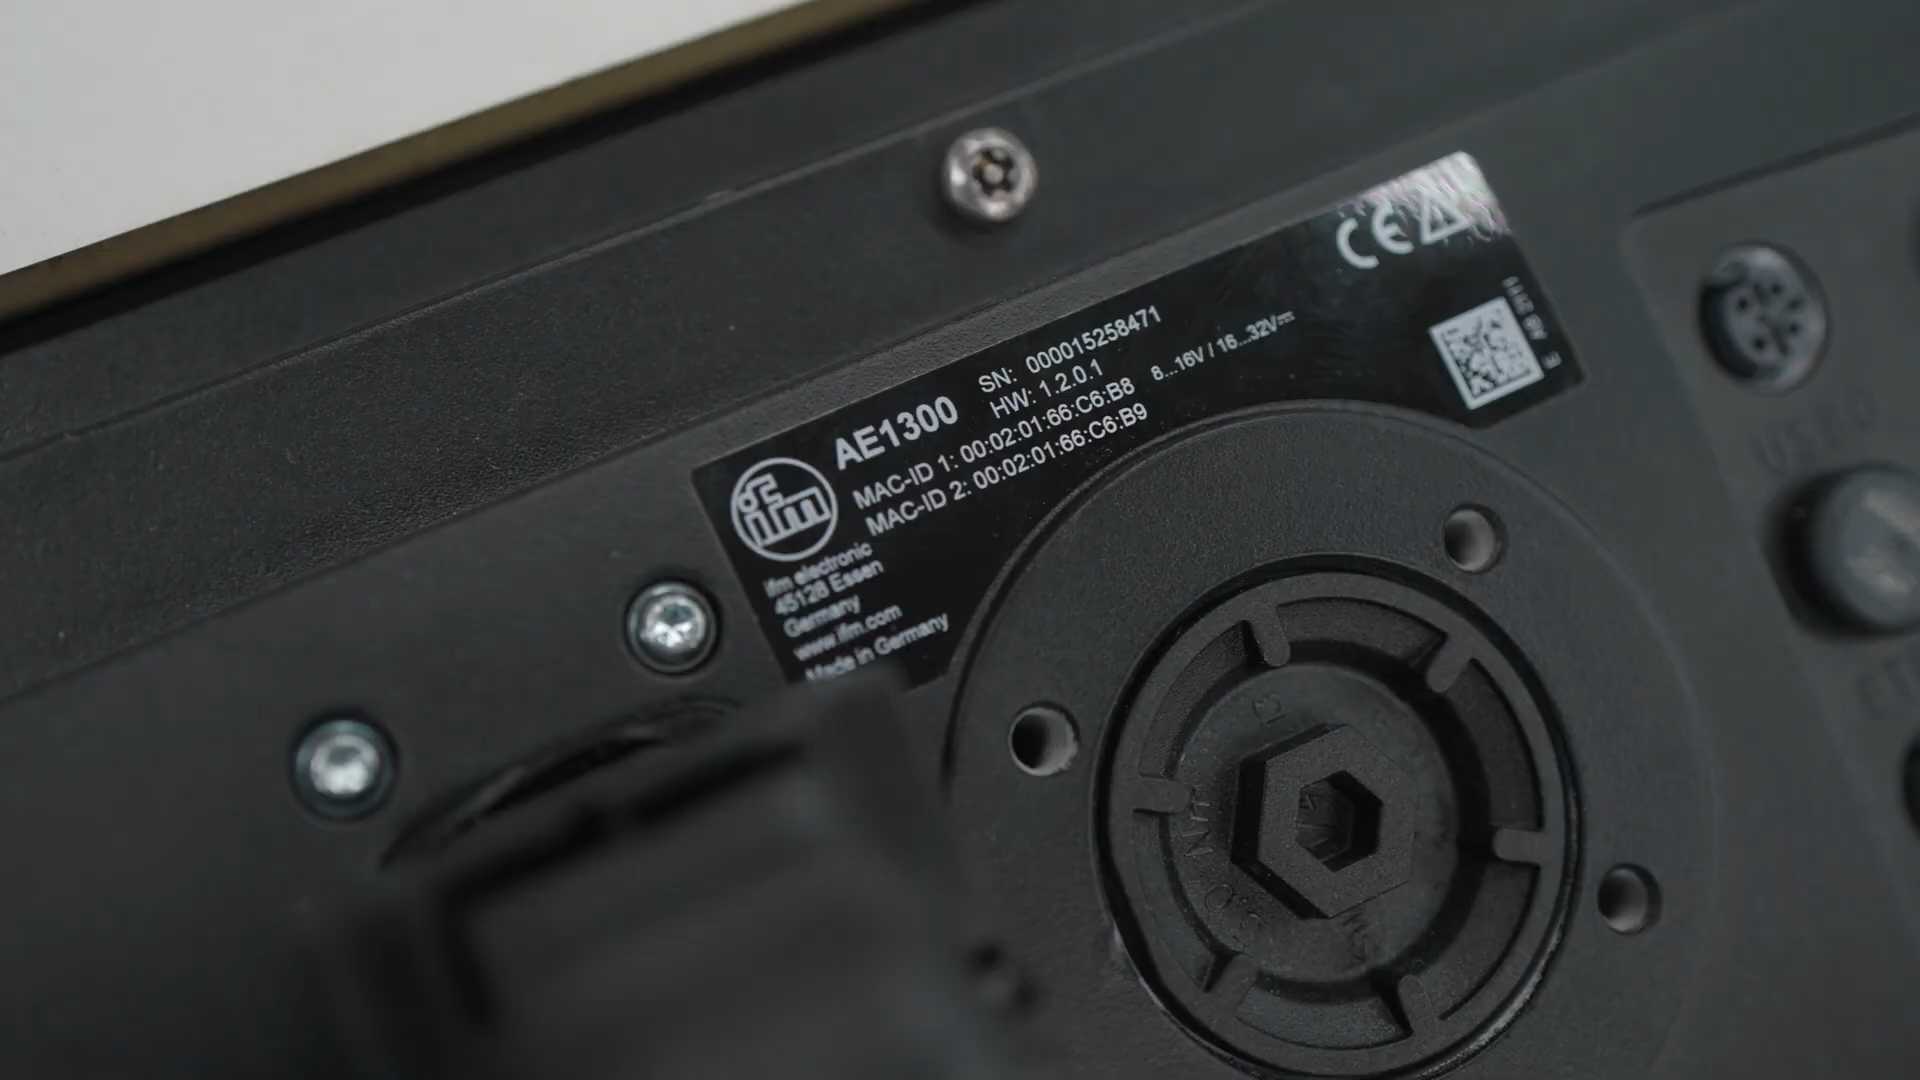 CE
ifm
AE1300
SN: 000015258471
HW: 1.2.0.1
MAC-ID 1: 00:02:01:66:C6:B8
8...16V / 16...32V
MAC-ID 2: 00:02:01:66:C6:B9
ifm electronic
45128 Essen
Germany
www.ifm.com
Made in Germany